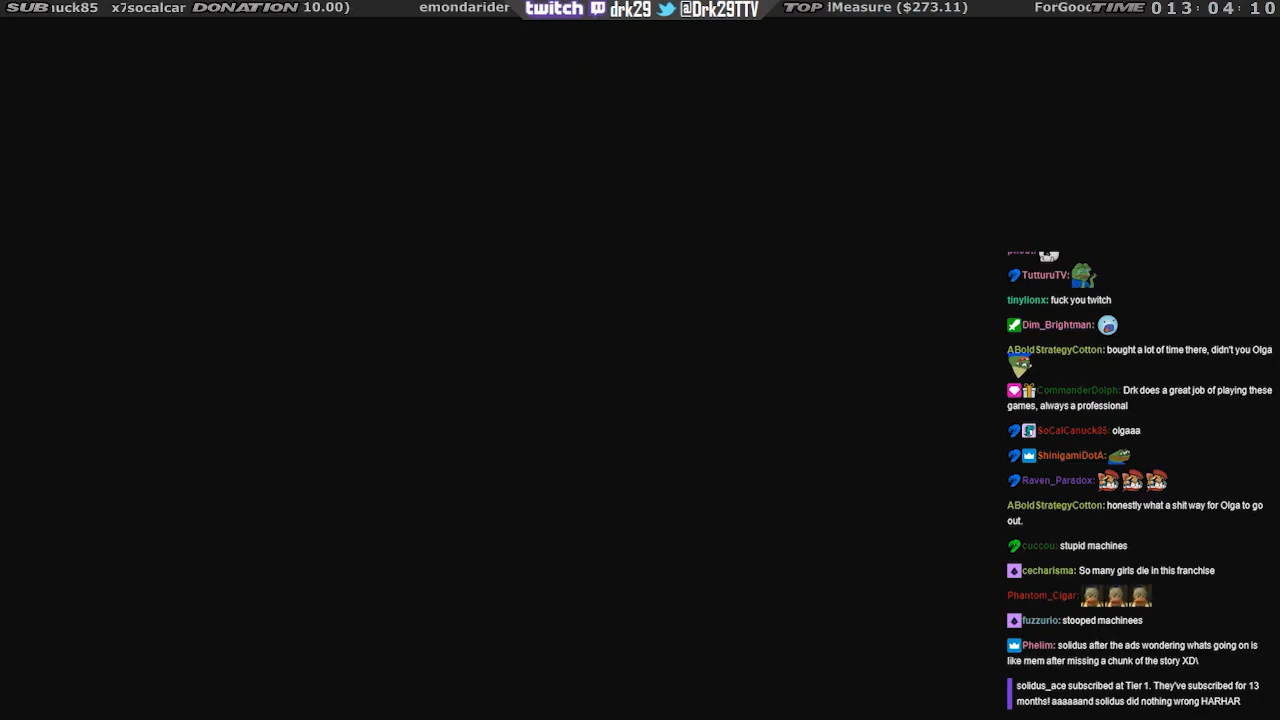 SUB iuck85 x7socalcar DONATION 10.00) emondarider twitch drk29 @Drk29TTV TOP !Measure ($273.11) ForGood TIME 013:04:10
TutturuTV:
tinylionx: fuck you twitch
Dim_Brightman:
ABoldStrategyCotton: bought a lot of time there, didn't you Olga
CommanderDolph: Drk does a great job of playing these
games, always a professional
SoCalCanuck85: olgaaa
ShinigamiDotA:
Raven_Paradox:
ABoldStrategyCotton: honestly what a shit way for Olga to go
out.
cuccou: stupid machines
cecharisma: So many girls die in this franchise
Phantom_Cigar:
fuzzurio: stooped machinees
Phelim: solidus after the ads wondering whats going on is
like mem after missing a chunk of the story XD\
solidus_ace subscribed at Tier 1. They've subscribed for 13
months! aaaaaand solidus did nothing wrong HARHAR